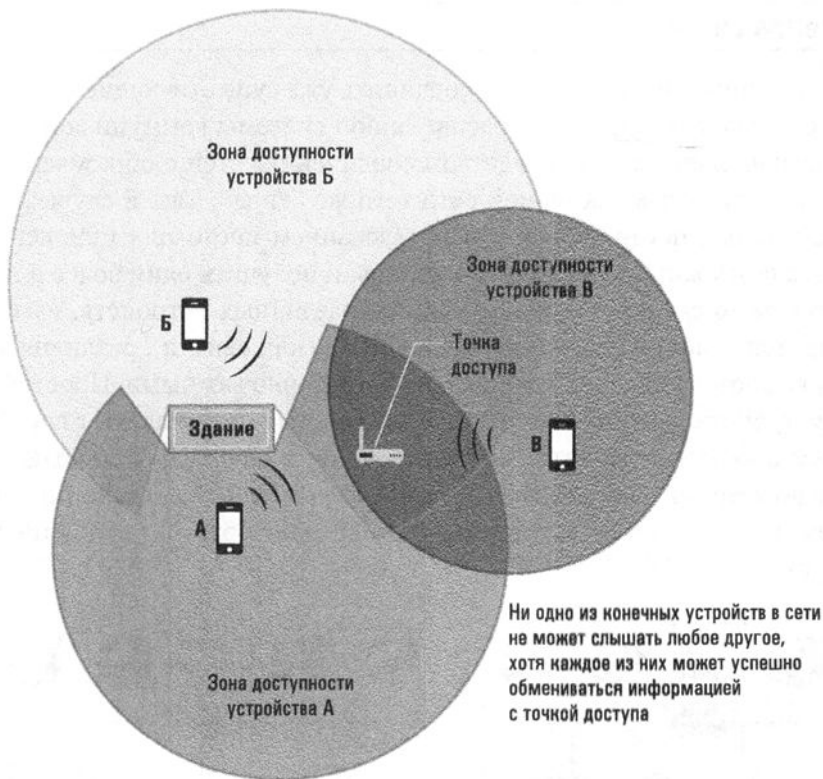 Зона доступности
устройства Б
Зона доступности
устройства В
Б
Точка
доступа
Здание
В
А
Ни одно из конечных устройств в сети
не может слышать любое другое,
хотя каждое из них может успешно
обмениваться информацией
с точкой доступа
Зона доступности
устройства А